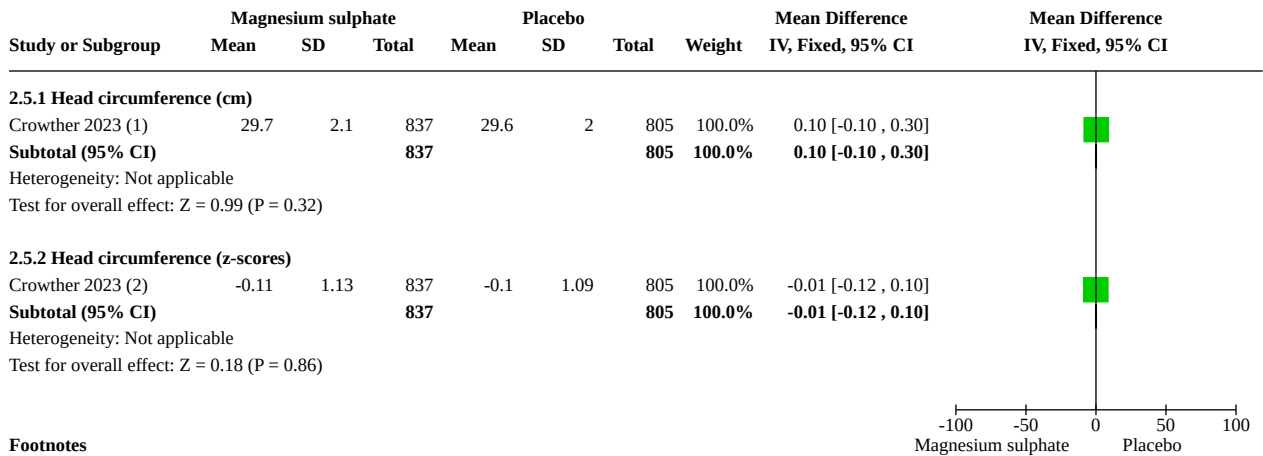 Magnesium sulphate Placebo Mean Difference Mean Difference
Study or Subgroup Mean SD Total Mean SD Total Weight IV, Fixed, 95% CI IV, Fixed, 95% CI
2.5.1 Head circumference (cm)
Crowther 2023 (1) 29.7 2.1 837 29.6 2 805 100.0% 0.10 [-0.10 , 0.30]
Subtotal (95% CI) 837 805 100.0% 0.10 [-0.10 , 0.30]
Heterogeneity: Not applicable
Test for overall effect: Z = 0.99 (P = 0.32)
2.5.2 Head circumference (z-scores)
Crowther 2023 (2) -0.11 1.13 837 -0.1 1.09 805 100.0% -0.01 [-0.12 , 0.10]
Subtotal (95% CI) 837 805 100.0% -0.01 [-0.12 , 0.10]
Heterogeneity: Not applicable
Test for overall effect: Z = 0.18 (P = 0.86)
-100 -50 0 50 100
Footnotes Magnesium sulphate Placebo